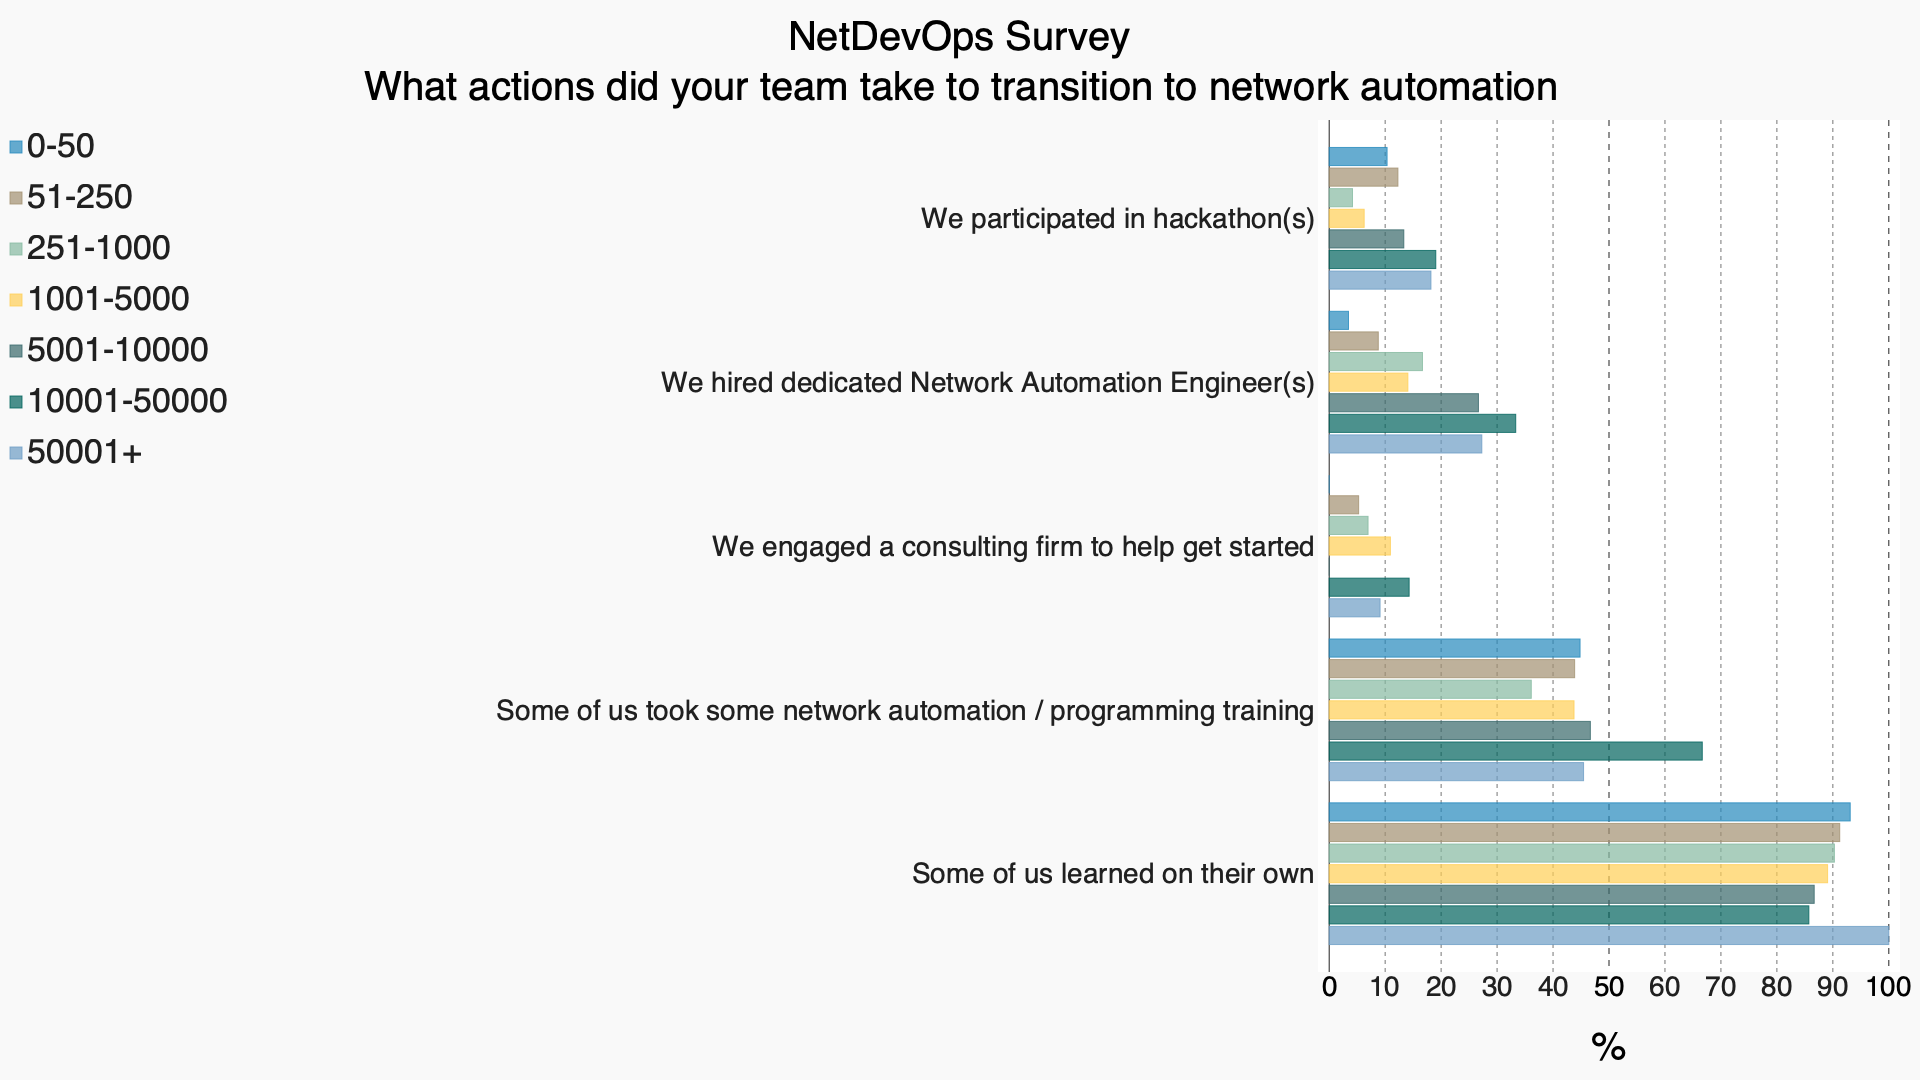 NetDevOps Survey
What actions did your team take to transition to network automation
0-50
51-250
251-1000
1001-5000
5001-10000
10001-50000
50001+
We participated in hackathon(s)
We hired dedicated Network Automation Engineer(s)
We engaged a consulting firm to help get started
Some of us took some network automation / programming training
Some of us learned on their own
0 10 20 30 40 50 60 70 80 90 100
%